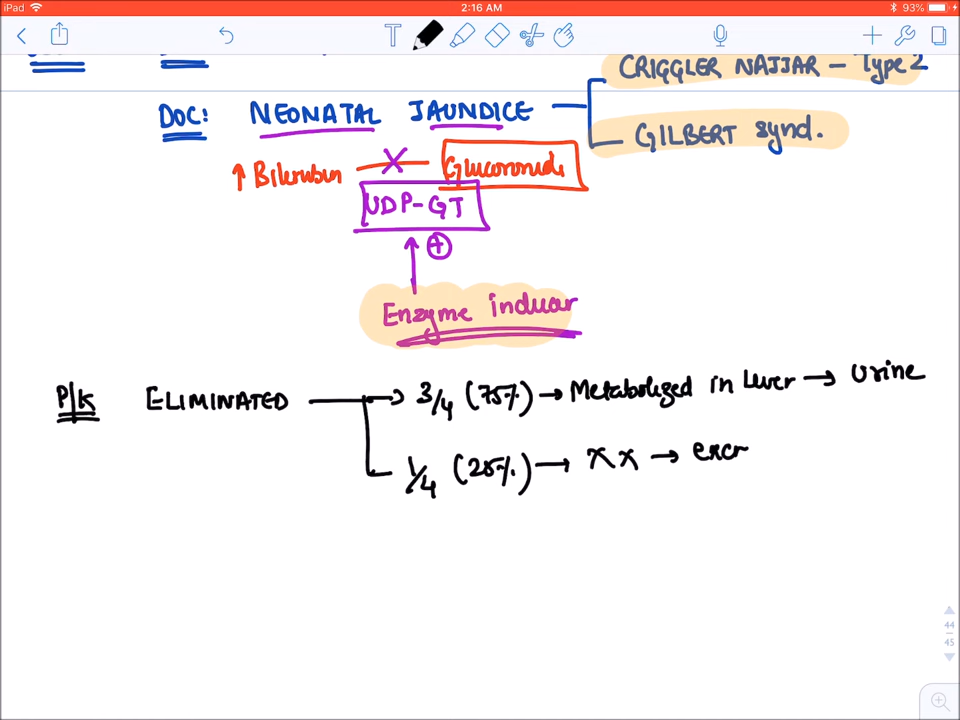 iPad 2:16 AM 93%
T
CRIGGLER NAJJAR – Type 2
DOC: NEONATAL JAUNDICE
GILBERT synd.
↑ Bilirubin X Glucoronide
UDP-GT
+
Enzyme inducer
P/K ELIMINATED → 3/4 (75%) → Metabolized in Liver → Urine
1/4 (25%) → XX → excr
44
45